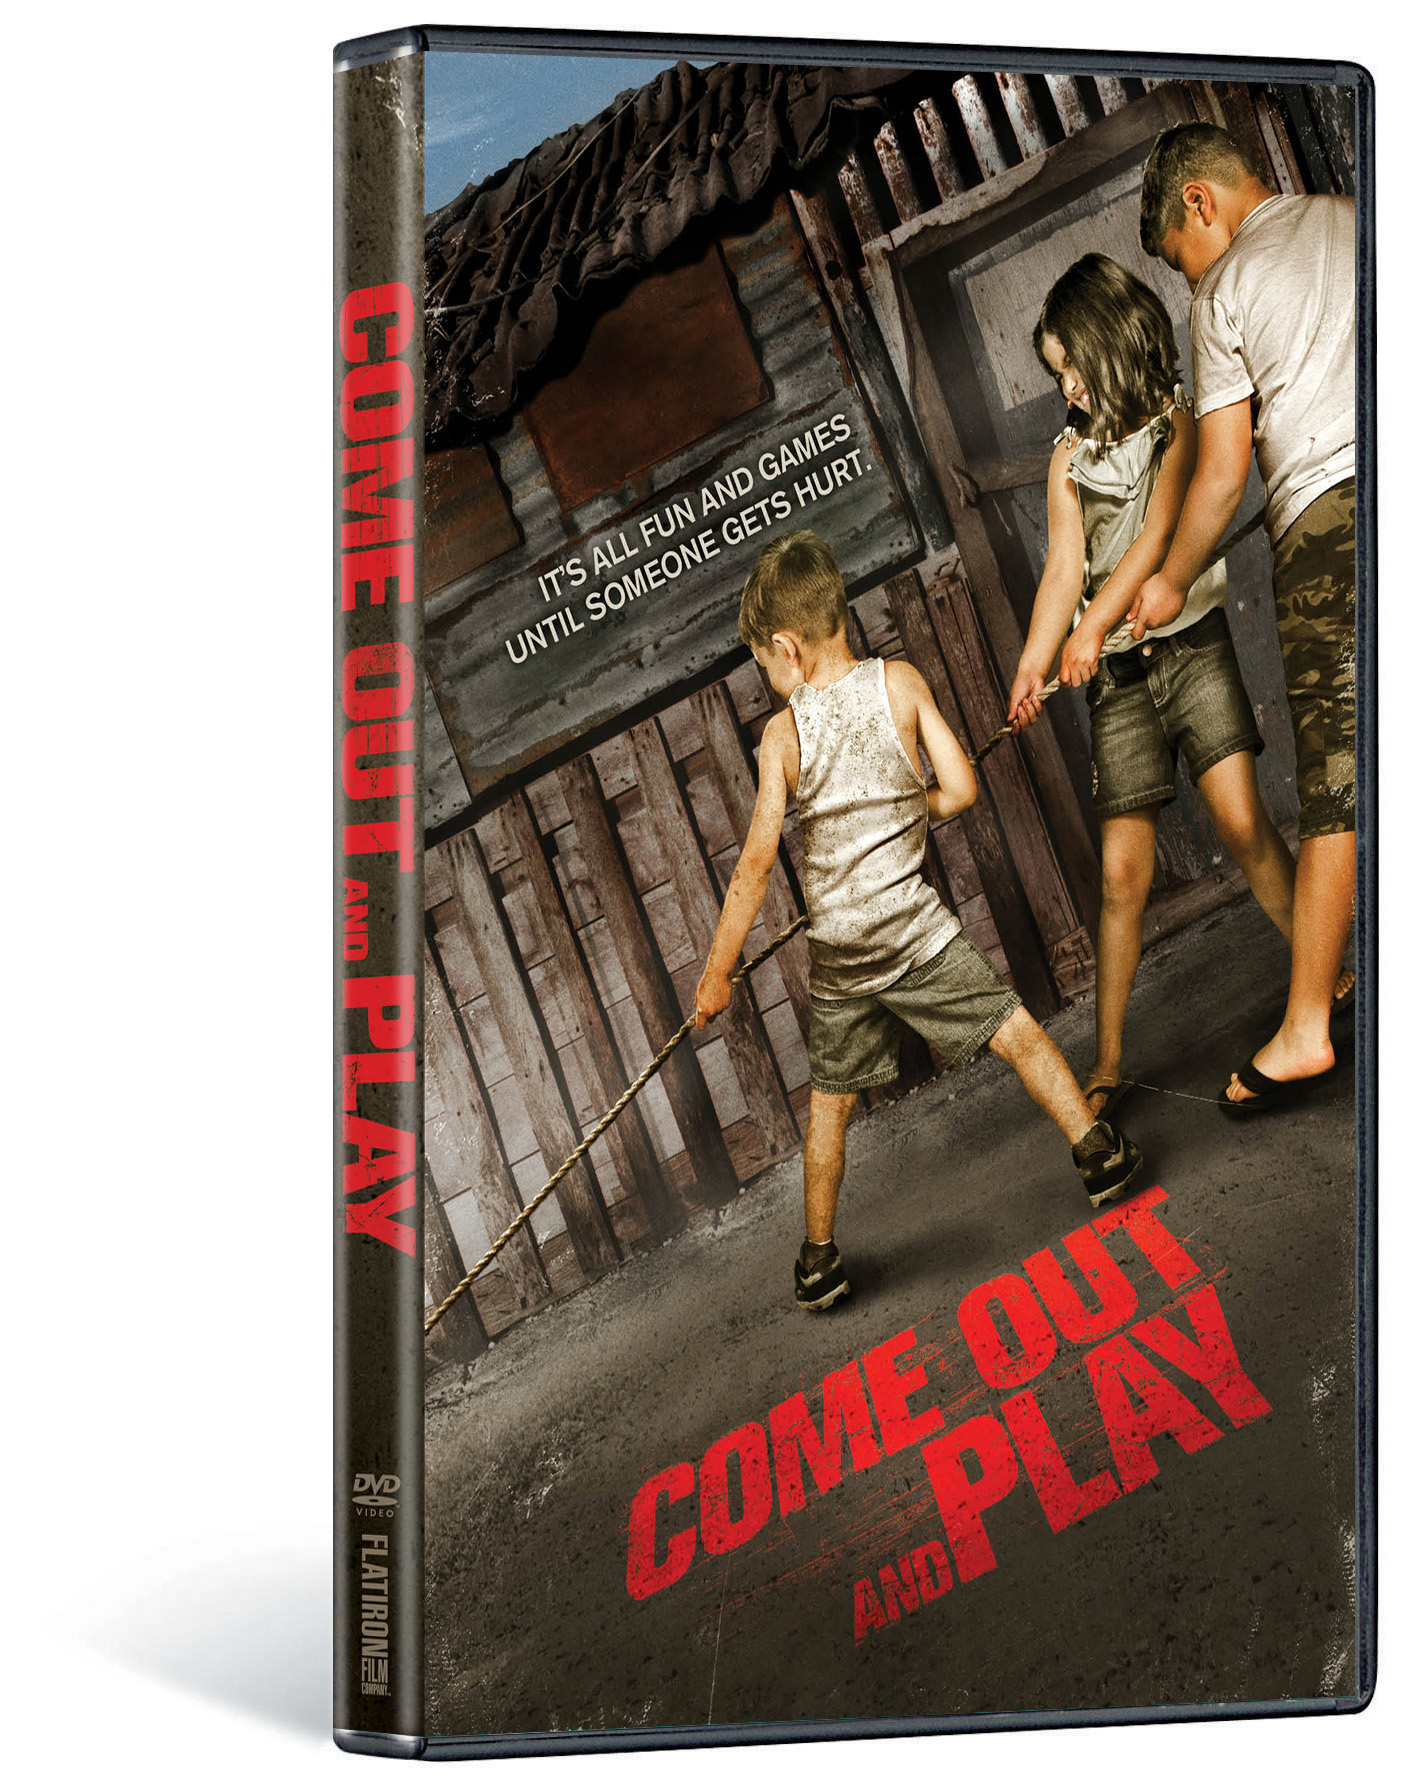 COME OUT AND PLAY
DVD
VIDEO
FLATIRON
FILM
COMPANY
IT'S ALL FUN AND GAMES
UNTIL SOMEONE GETS HURT.
COME OUT
AND PLAY